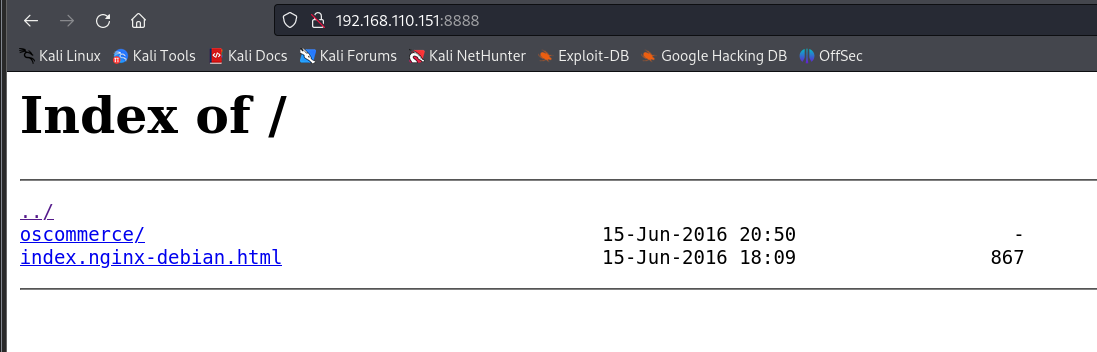 192.168.110.151:8888
Kali Linux Kali Tools Kali Docs Kali Forums Kali NetHunter Exploit-DB Google Hacking DB OffSec
Index of /
../
oscommerce/ 15-Jun-2016 20:50 -
index.nginx-debian.html 15-Jun-2016 18:09 867